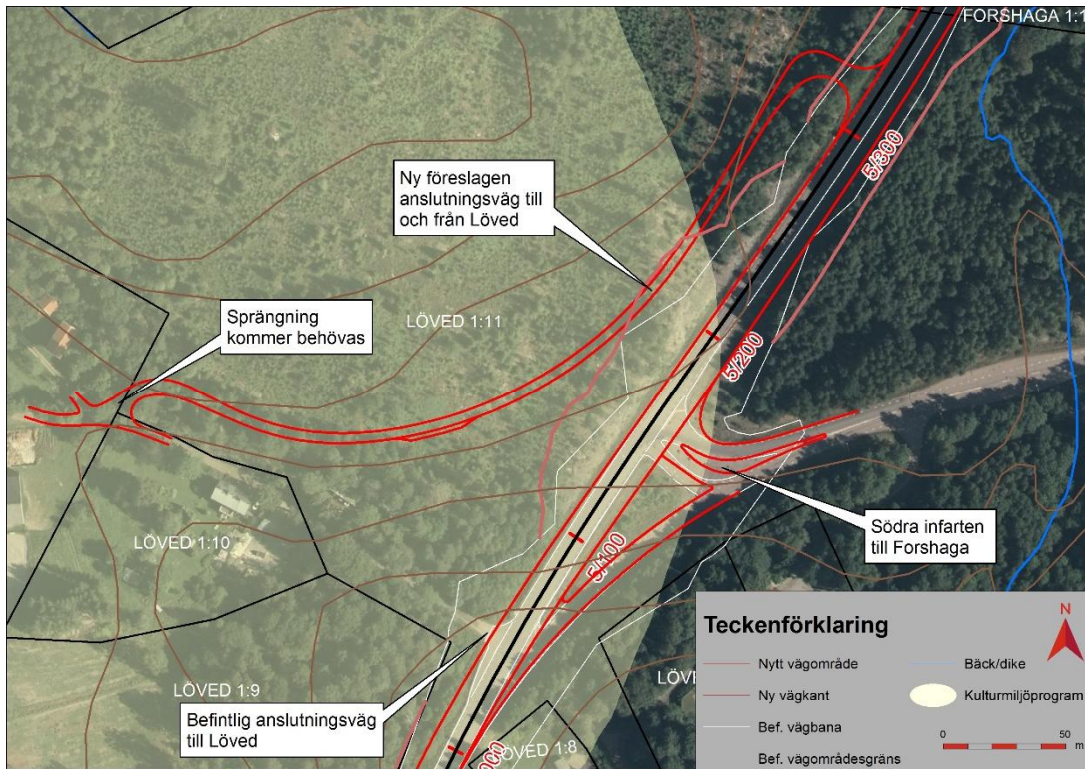 FORSHAGA 1:1
5/300
Ny föreslagen
anslutningsväg till
och från Löved
Sprängning
kommer behövas
LÖVED 1:11
5/200
Södra infarten
till Forshaga
LÖVED 1:10
5/100
LÖVED 1:9
Befintlig anslutningsväg
till Löved
000
LÖVED 1:8
LÖVE
Teckenförklaring
N
Nytt vägområde
Ny vägkant
Bef. vägbana
Bef. vägområdesgräns
Bäck/dike
Kulturmiljöprogram
0 50
m